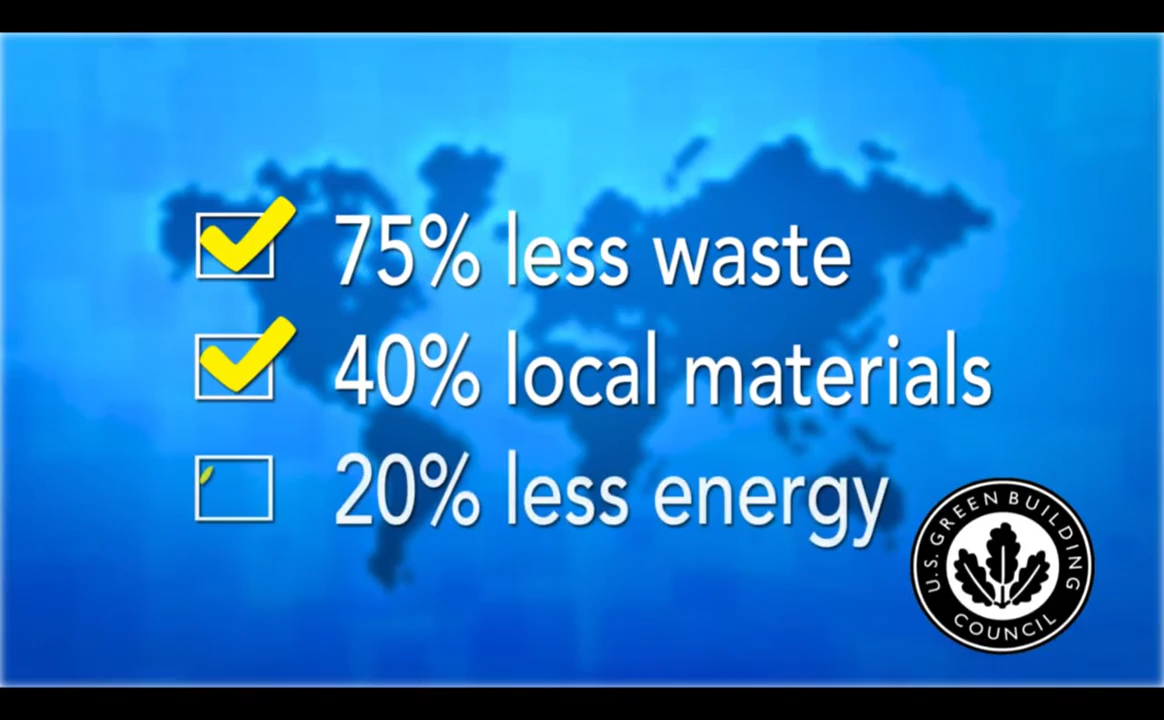 75% less waste
40% local materials
20% less energy
U.S. GREEN BUILDING
COUNCIL